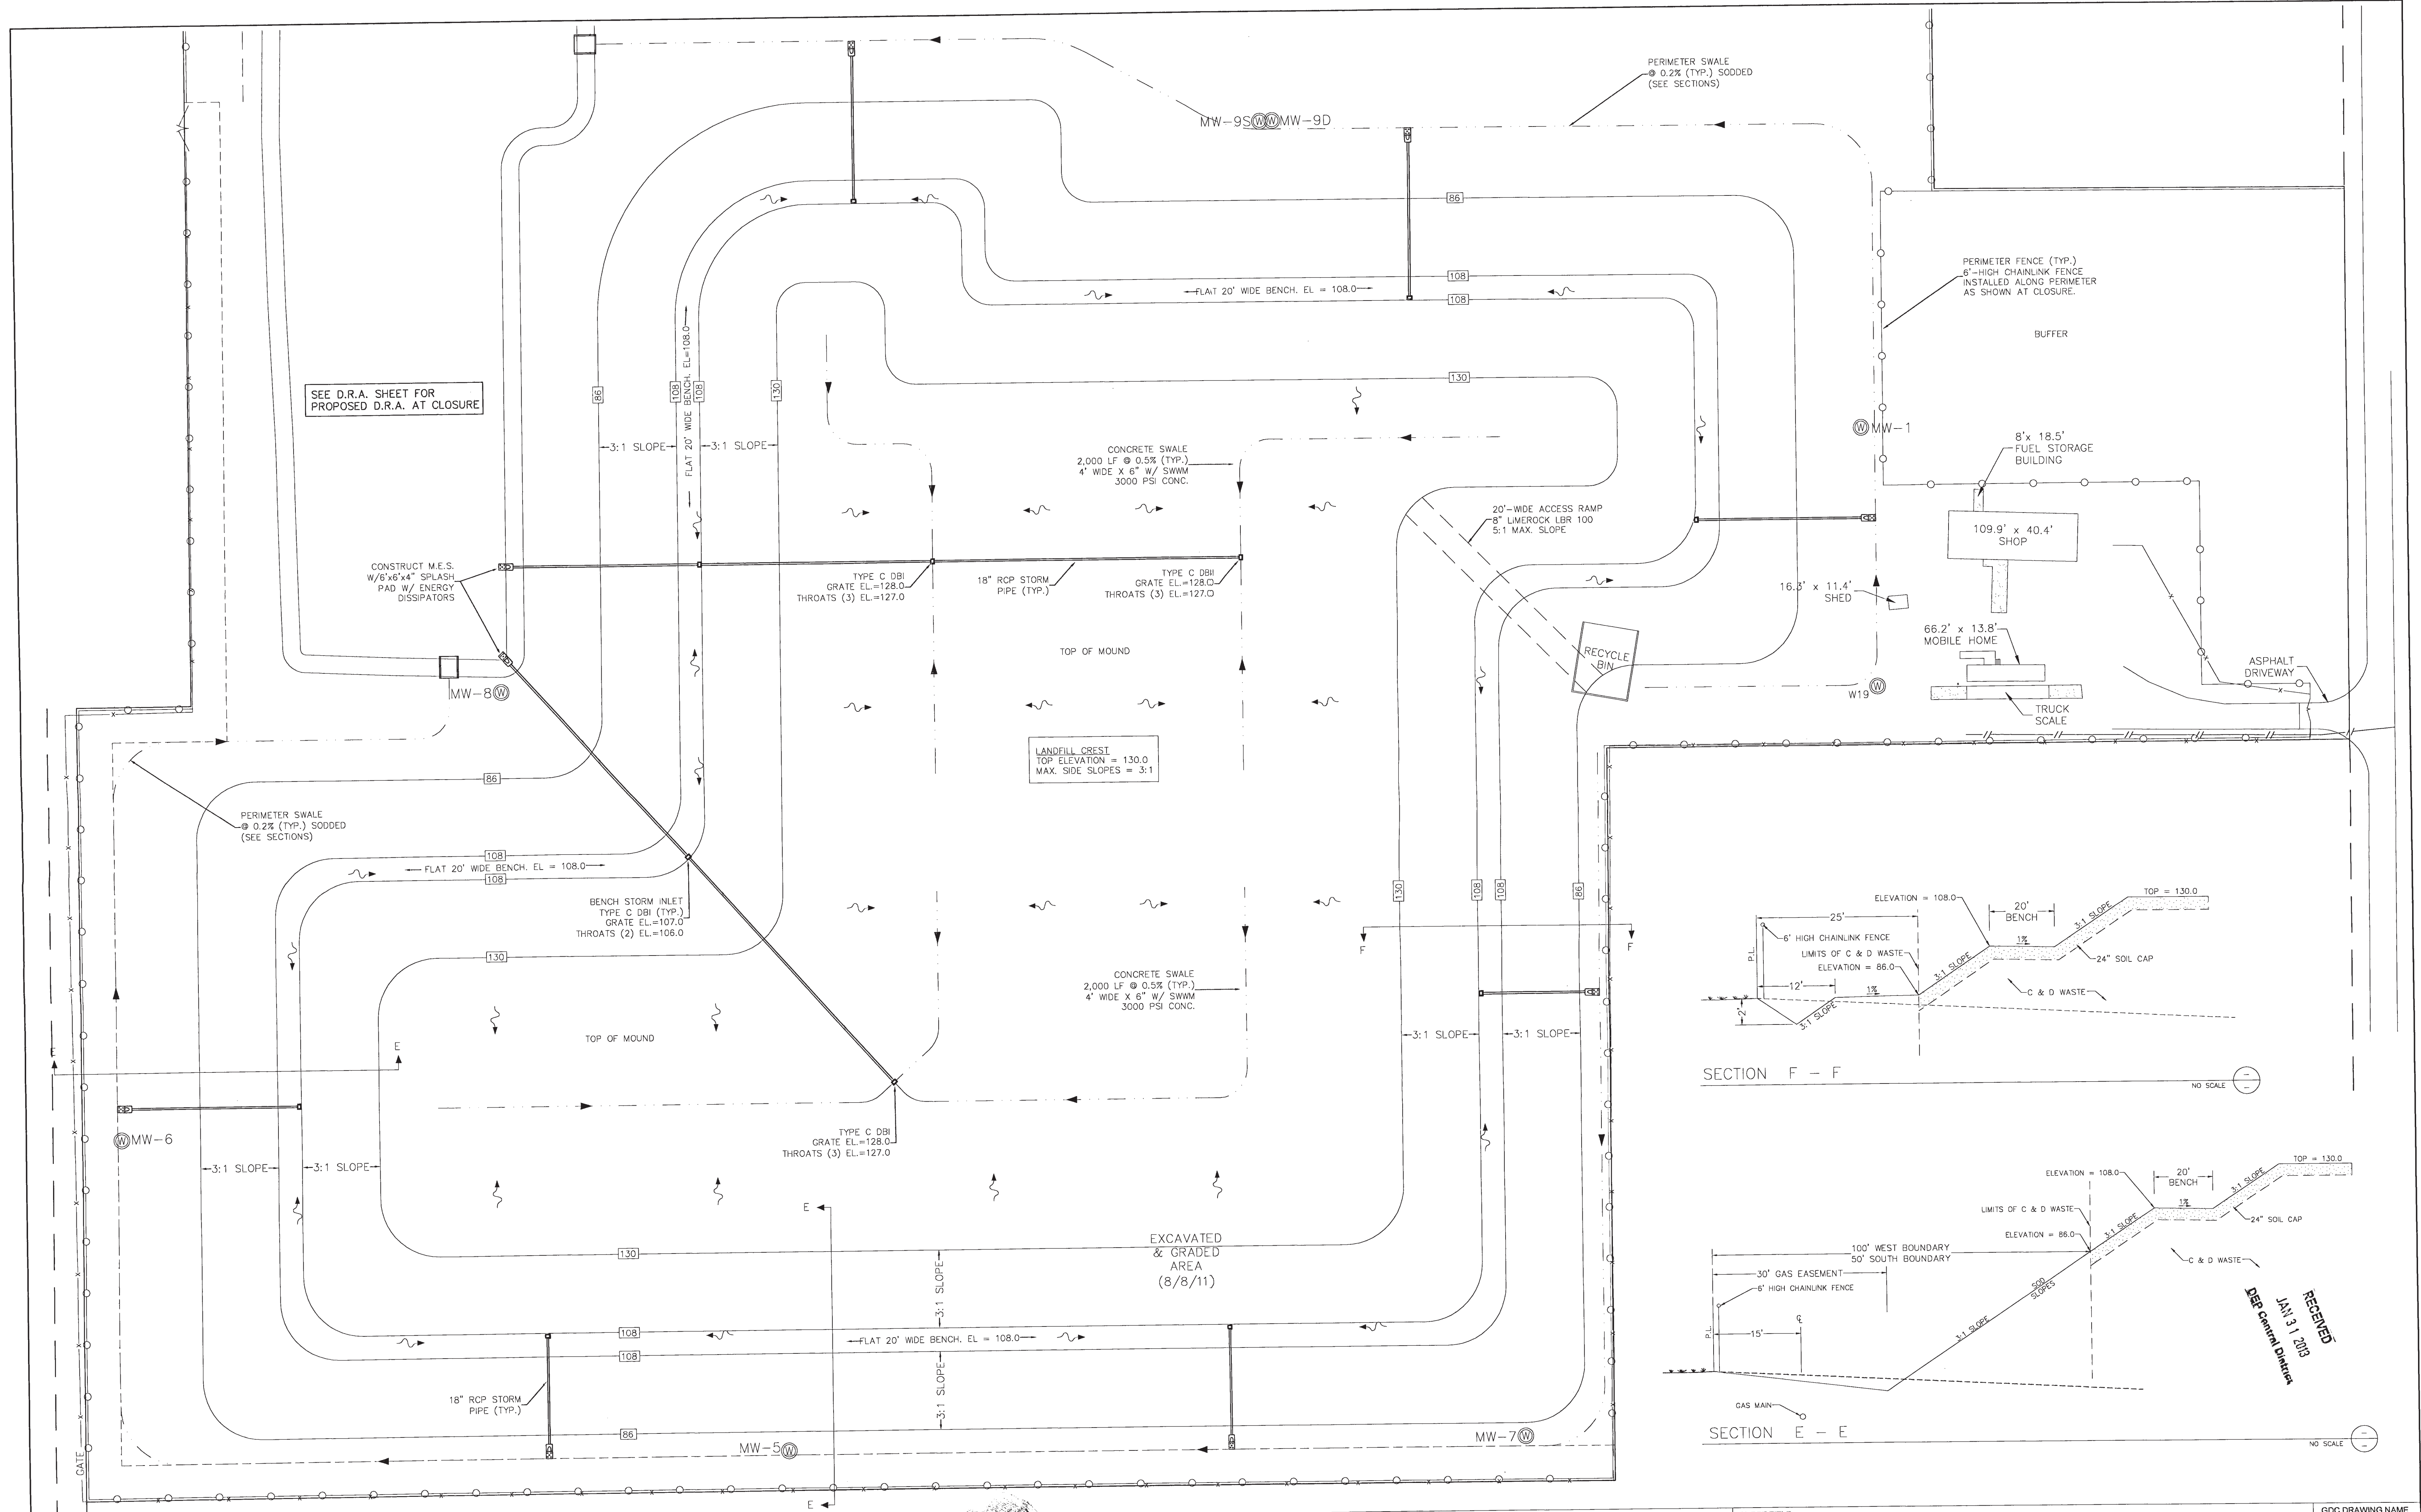 PERIMETER SWALE
@ 0.2% (TYP.) SODDED
(SEE SECTIONS)
MW-9S W W MW-9D
86
108
FLAT 20' WIDE BENCH. EL = 108.0
108
130
PERIMETER FENCE (TYP.)
6'-HIGH CHAINLINK FENCE
INSTALLED ALONG PERIMETER
AS SHOWN AT CLOSURE.
BUFFER
SEE D.R.A. SHEET FOR
PROPOSED D.R.A. AT CLOSURE
86
108
FLAT 20' WIDE BENCH. EL=108.0
108
130
3:1 SLOPE
3:1 SLOPE
CONCRETE SWALE
2,000 LF @ 0.5% (TYP.)
4' WIDE X 6" W/ SWWM
3000 PSI CONC.
W MW-1
8'x 18.5'
FUEL STORAGE
BUILDING
20'-WIDE ACCESS RAMP
8" LIMEROCK LBR 100
5:1 MAX. SLOPE
109.9' x 40.4'
SHOP
CONSTRUCT M.E.S.
W/6'x6'x4" SPLASH
PAD W/ ENERGY
DISSIPATORS
TYPE C DBI
GRATE EL.=128.0
THROATS (3) EL.=127.0
18" RCP STORM
PIPE (TYP.)
TYPE C DBI
GRATE EL.=128.0
THROATS (3) EL.=127.0
16.3' x 11.4'
SHED
66.2' x 13.8'
MOBILE HOME
TOP OF MOUND
RECYCLE
BIN
ASPHALT
DRIVEWAY
MW-8 W
W19 W
TRUCK
SCALE
LANDFILL CREST
TOP ELEVATION = 130.0
MAX. SIDE SLOPES = 3:1
86
PERIMETER SWALE
@ 0.2% (TYP.) SODDED
(SEE SECTIONS)
108
FLAT 20' WIDE BENCH. EL = 108.0
108
130
108
108
86
BENCH STORM INLET
TYPE C DBI (TYP.)
GRATE EL.=107.0
THROATS (2) EL.=106.0
130
F
F
CONCRETE SWALE
2,000 LF @ 0.5% (TYP.)
4' WIDE X 6" W/ SWWM
3000 PSI CONC.
3:1 SLOPE
3:1 SLOPE
TOP OF MOUND
E
E
TYPE C DBI
GRATE EL.=128.0
THROATS (3) EL.=127.0
W MW-6
3:1 SLOPE
3:1 SLOPE
E
EXCAVATED
& GRADED
AREA
(8/8/11)
130
3:1 SLOPE
108
FLAT 20' WIDE BENCH. EL = 108.0
108
3:1 SLOPE
18" RCP STORM
PIPE (TYP.)
86
MW-5 W
MW-7 W
GATE
E
TOP = 130.0
ELEVATION = 108.0
20'
BENCH
3:1 SLOPE
25'
6' HIGH CHAINLINK FENCE
1%
LIMITS OF C & D WASTE
24" SOIL CAP
P.L.
ELEVATION = 86.0
3:1 SLOPE
12'
1%
C & D WASTE
2'
3:1 SLOPE
SECTION F - F
NO SCALE
TOP = 130.0
ELEVATION = 108.0
20'
BENCH
3:1 SLOPE
LIMITS OF C & D WASTE
1%
24" SOIL CAP
3:1 SLOPE
ELEVATION = 86.0
100' WEST BOUNDARY
50' SOUTH BOUNDARY
C & D WASTE
30' GAS EASEMENT
6' HIGH CHAINLINK FENCE
SOD
SLOPES
P.L.
15'
℄
3:1 SLOPE
GAS MAIN
SECTION E - E
NO SCALE
RECEIVED
JAN 31 2013
DEP Central District
GDC DRAWING NAME